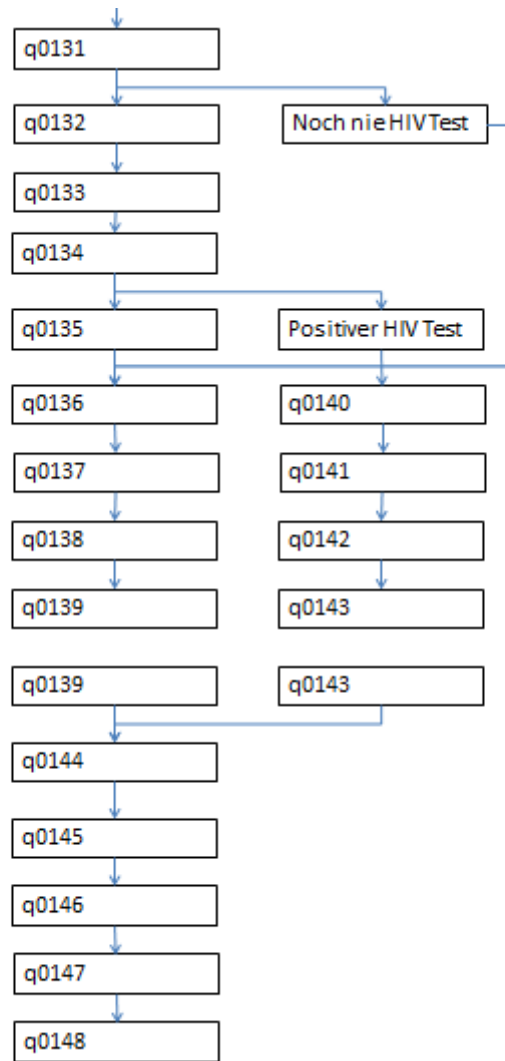 q0131
q0132
Noch nie HIV Test
q0133
q0134
q0135
Positiver HIV Test
q0136
q0140
q0137
q0141
q0138
q0142
q0139
q0143
q0139
q0143
q0144
q0145
q0146
q0147
q0148